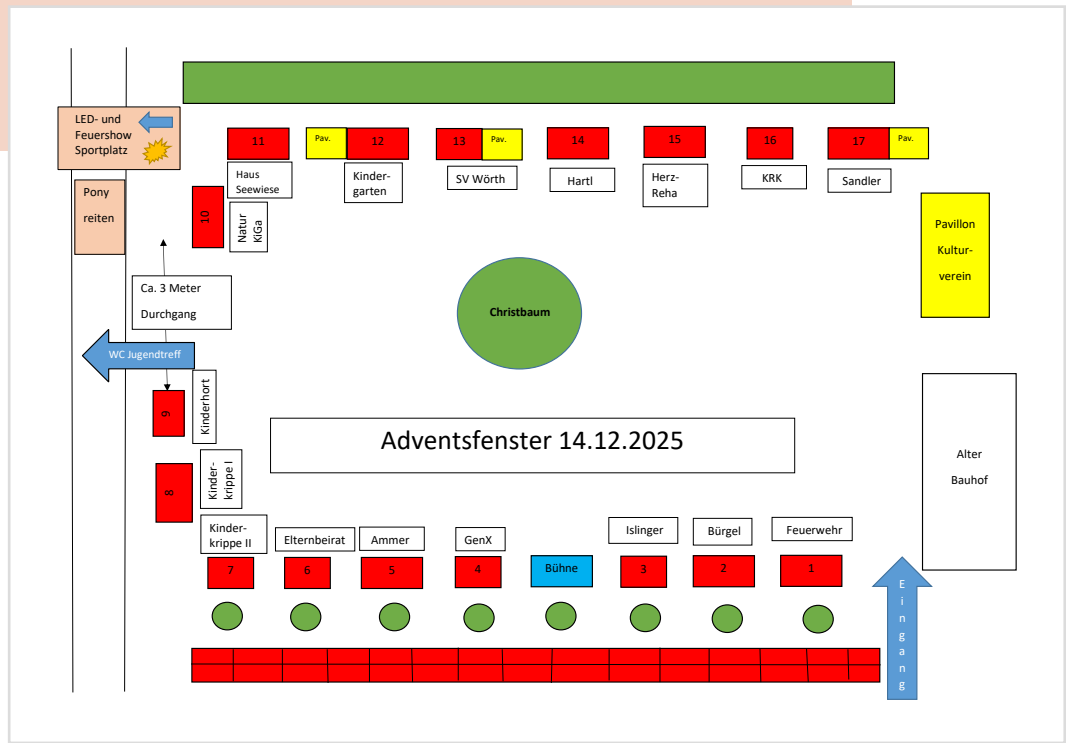 LED- und
Feuershow
Sportplatz
11
Pav.
12
13
Pav.
14
15
16
17
Pav.
Haus
Seewiese
Kinder-
garten
SV Wörth
Hartl
Herz-
Reha
KRK
Sandler
Pony
reiten
10
Natur
KiGa
Pavillon
Kultur-
verein
Ca. 3 Meter
Durchgang
Christbaum
WC Jugendtreff
9
Kinderhort
Adventsfenster 14.12.2025
Alter
Bauhof
8
Kinder-
krippe I
Kinder-
krippe II
Elternbeirat
Ammer
GenX
Islinger
Bürgel
Feuerwehr
7
6
5
4
Bühne
3
2
1
Eingang